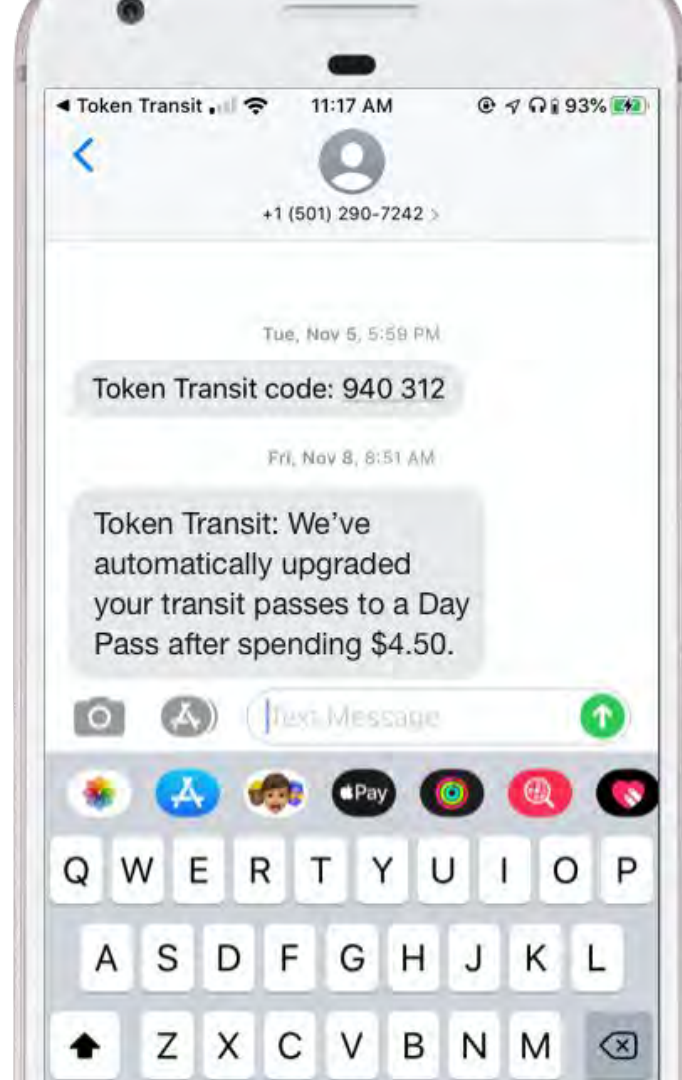 ◀ Token Transit 11:17 AM 93%
+1 (501) 290-7242 >
Tue, Nov 5, 5:59 PM
Token Transit code: 940 312
Fri, Nov 8, 8:51 AM
Token Transit: We’ve
automatically upgraded
your transit passes to a Day
Pass after spending $4.50.
Text Message
Pay
Q W E R T Y U I O P
A S D F G H J K L
Z X C V B N M